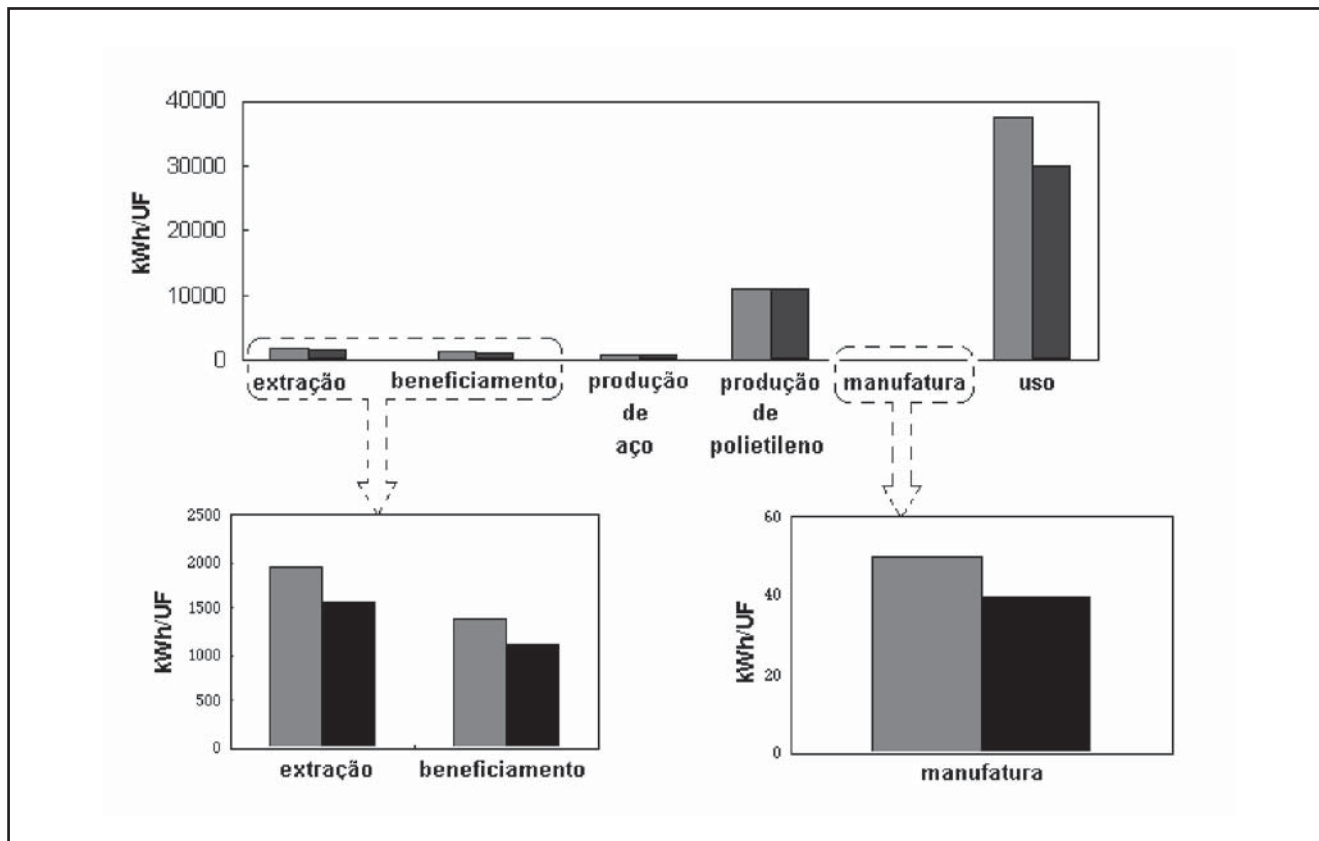 40000
30000
20000
10000
0
kWh/UF
extração
beneficiamento
produção
de
aço
produção
de
polietileno
manufatura
uso
2500
2000
1500
1000
500
0
kWh/UF
extração
beneficiamento
60
40
20
0
kWh/UF
manufatura